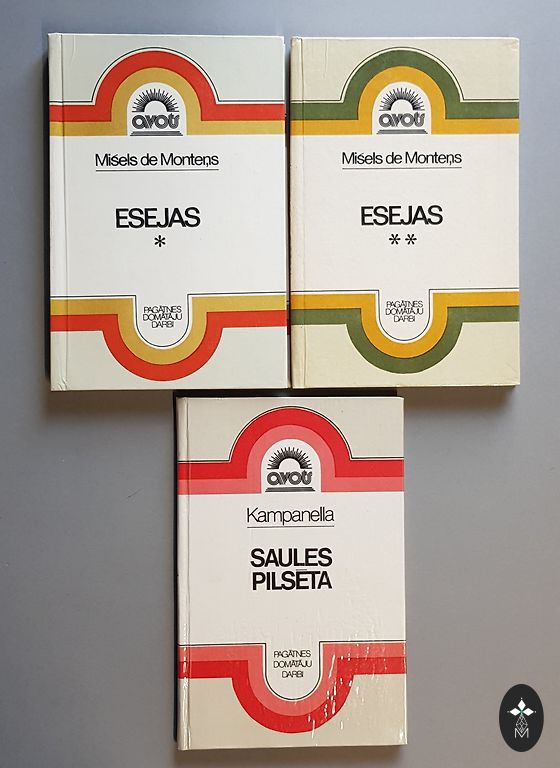 avots
Mišels de Monteņs
ESEJAS
*
PAGĀTNES
DOMĀTĀJU
DARBI
avots
Mišels de Monteņs
ESEJAS
**
PAGĀTNES
DOMĀTĀJU
DARBI
avots
Kampanella
SAULES
PILSĒTA
PAGĀTNES
DOMĀTĀJU
DARBI
M